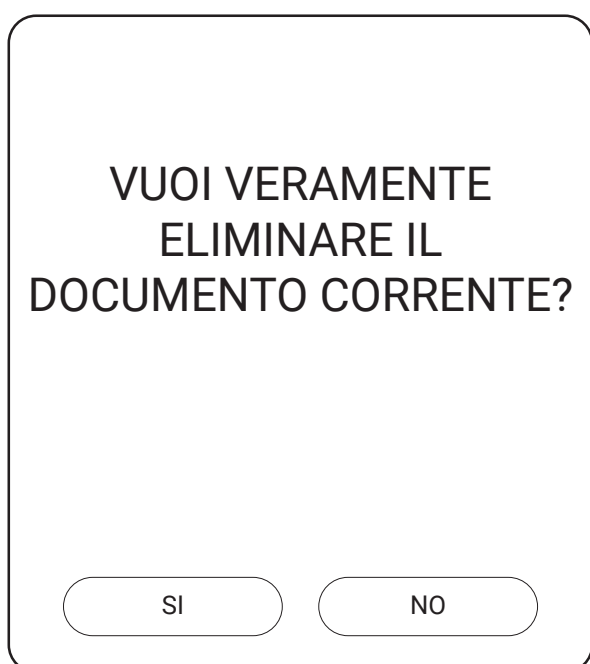 VUOI VERAMENTE
ELIMINARE IL
DOCUMENTO CORRENTE?
SI
NO